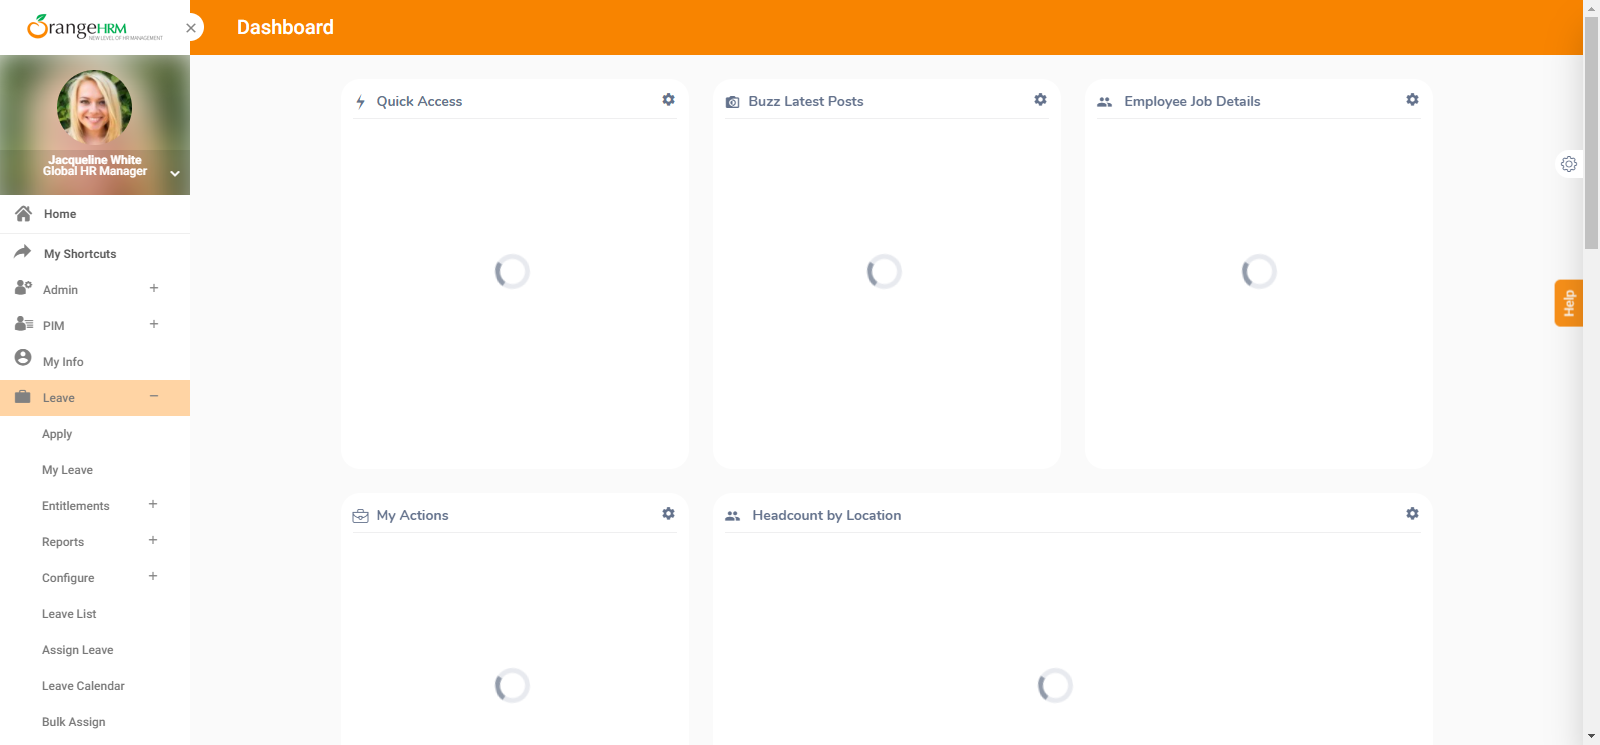 OrangeHRM
NEW LEVEL OF HR MANAGEMENT
Dashboard
Jacqueline White
Global HR Manager
Home
My Shortcuts
Admin
PIM
My Info
Leave
Apply
My Leave
Entitlements
Reports
Configure
Leave List
Assign Leave
Leave Calendar
Bulk Assign
Quick Access
Buzz Latest Posts
Employee Job Details
My Actions
Headcount by Location
Help